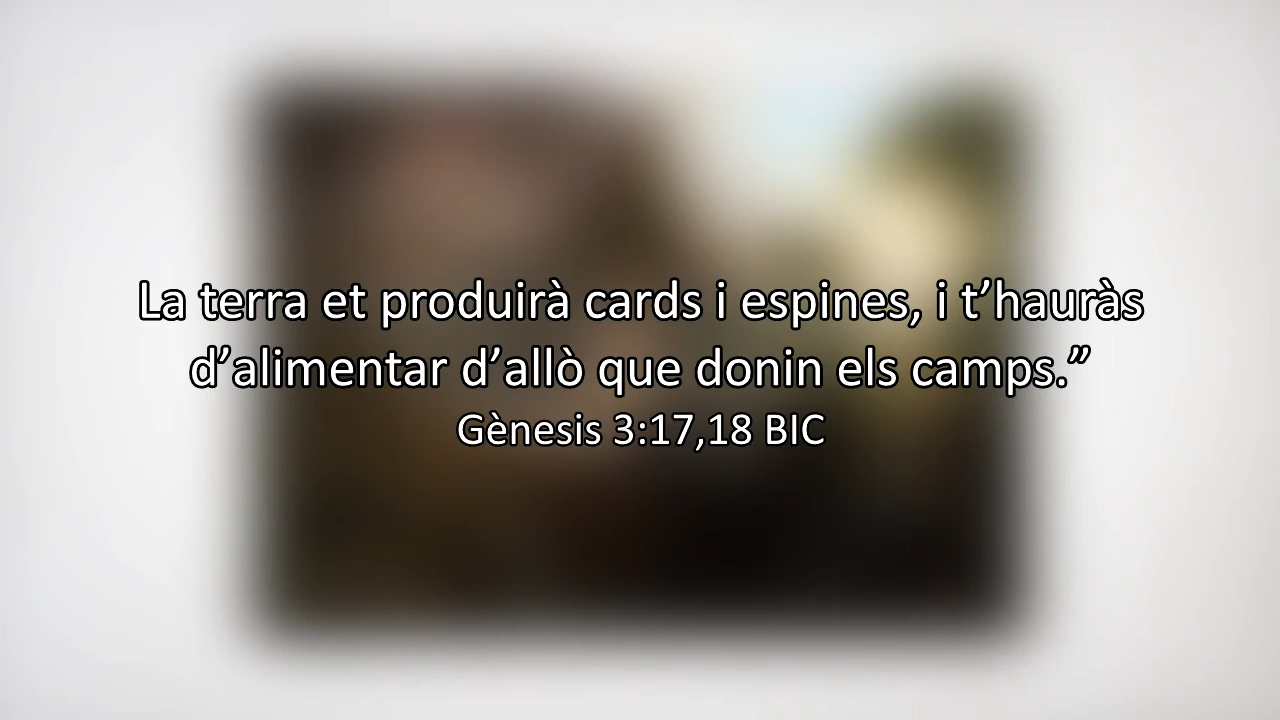 La terra et produirà cards i espines, i t’hauràs
d’alimentar d’allò que donin els camps.”
Gènesis 3:17,18 BIC